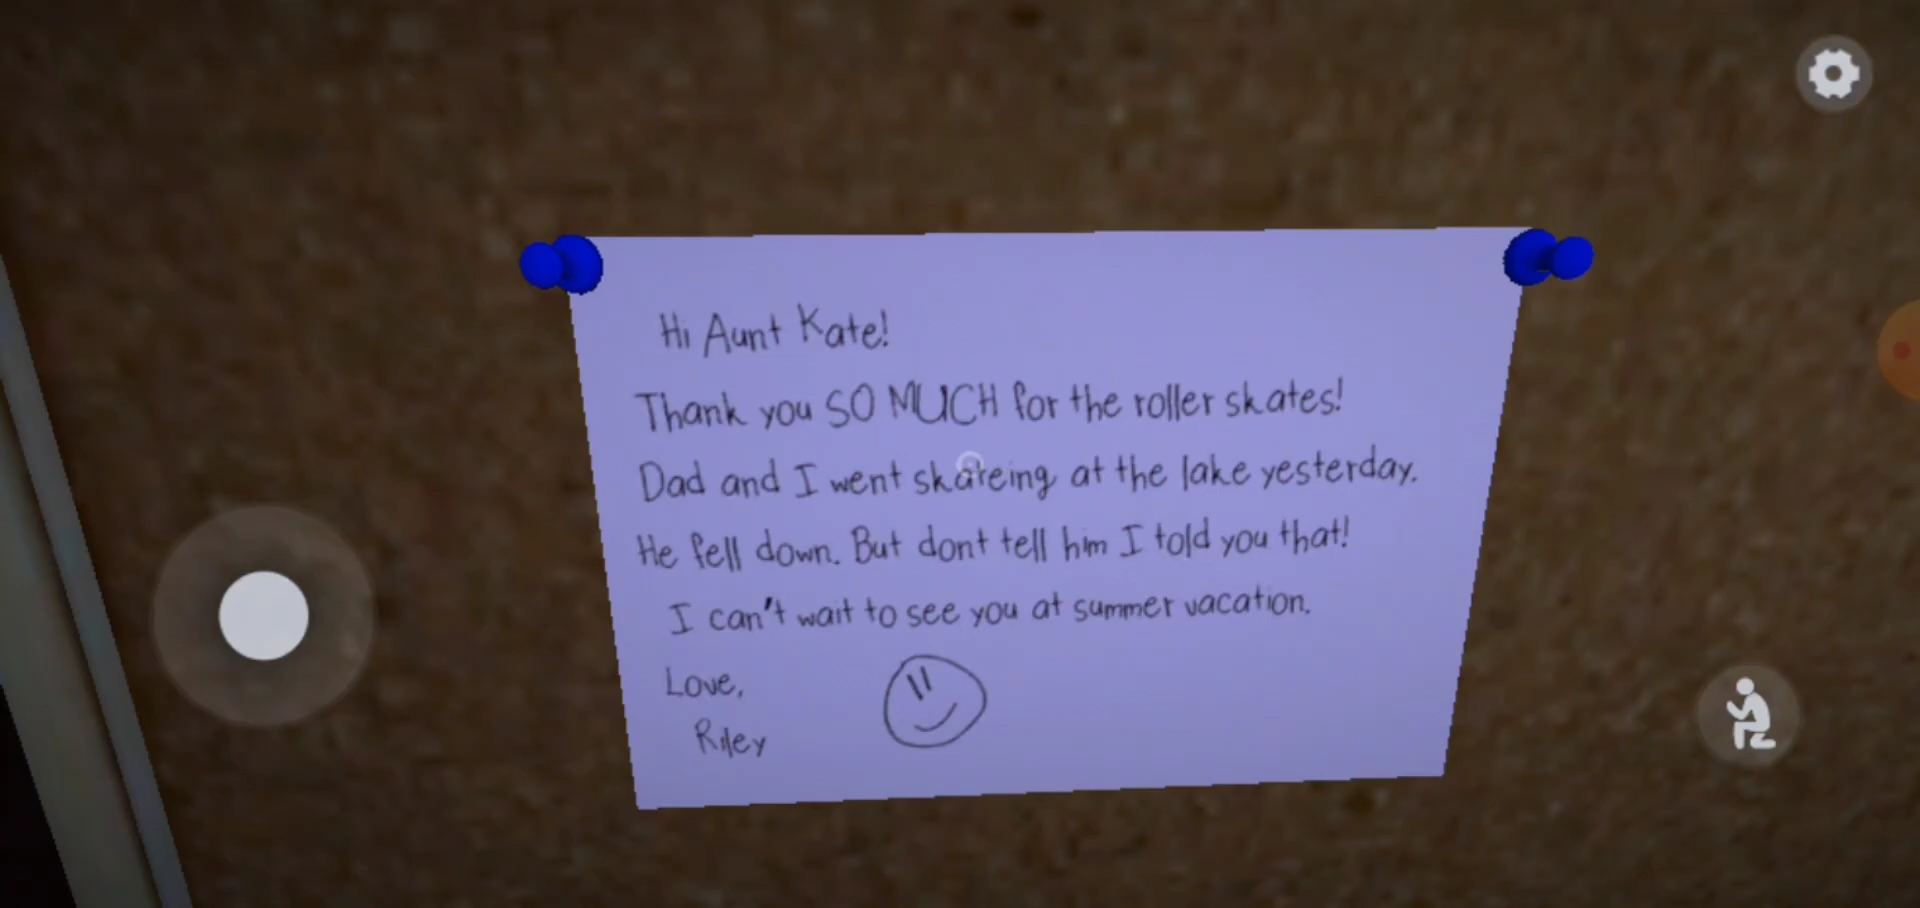 Hi Aunt Kate!
Thank you SO MUCH for the roller skates!
Dad and I went skateing at the lake yesterday.
He fell down. But dont tell him I told you that!
I can't wait to see you at summer vacation.
Love,
Riley